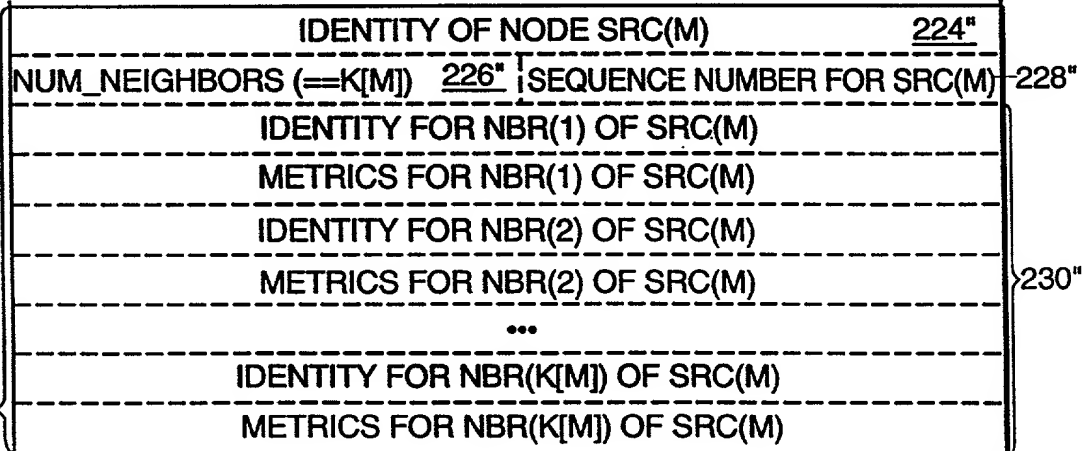 IDENTITY OF NODE SRC(M) 224"
NUM_NEIGHBORS (==K[M]) 226" SEQUENCE NUMBER FOR SRC(M) 228"
IDENTITY FOR NBR(1) OF SRC(M)
METRICS FOR NBR(1) OF SRC(M)
IDENTITY FOR NBR(2) OF SRC(M)
METRICS FOR NBR(2) OF SRC(M)
230"
•••
IDENTITY FOR NBR(K[M]) OF SRC(M)
METRICS FOR NBR(K[M]) OF SRC(M)